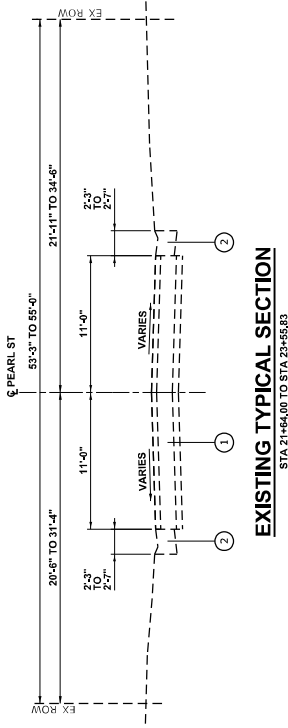 ℄ PEARL ST
53'-3" TO 55'-0"
20'-6" TO 31'-4"
21'-11" TO 34'-6"
EX ROW
EX ROW
2'-3"
TO
2'-7"
11'-0"
11'-0"
2'-3"
TO
2'-7"
VARIES
VARIES
2
1
2
EXISTING TYPICAL SECTION
STA 21+64.00 TO STA 23+55.83